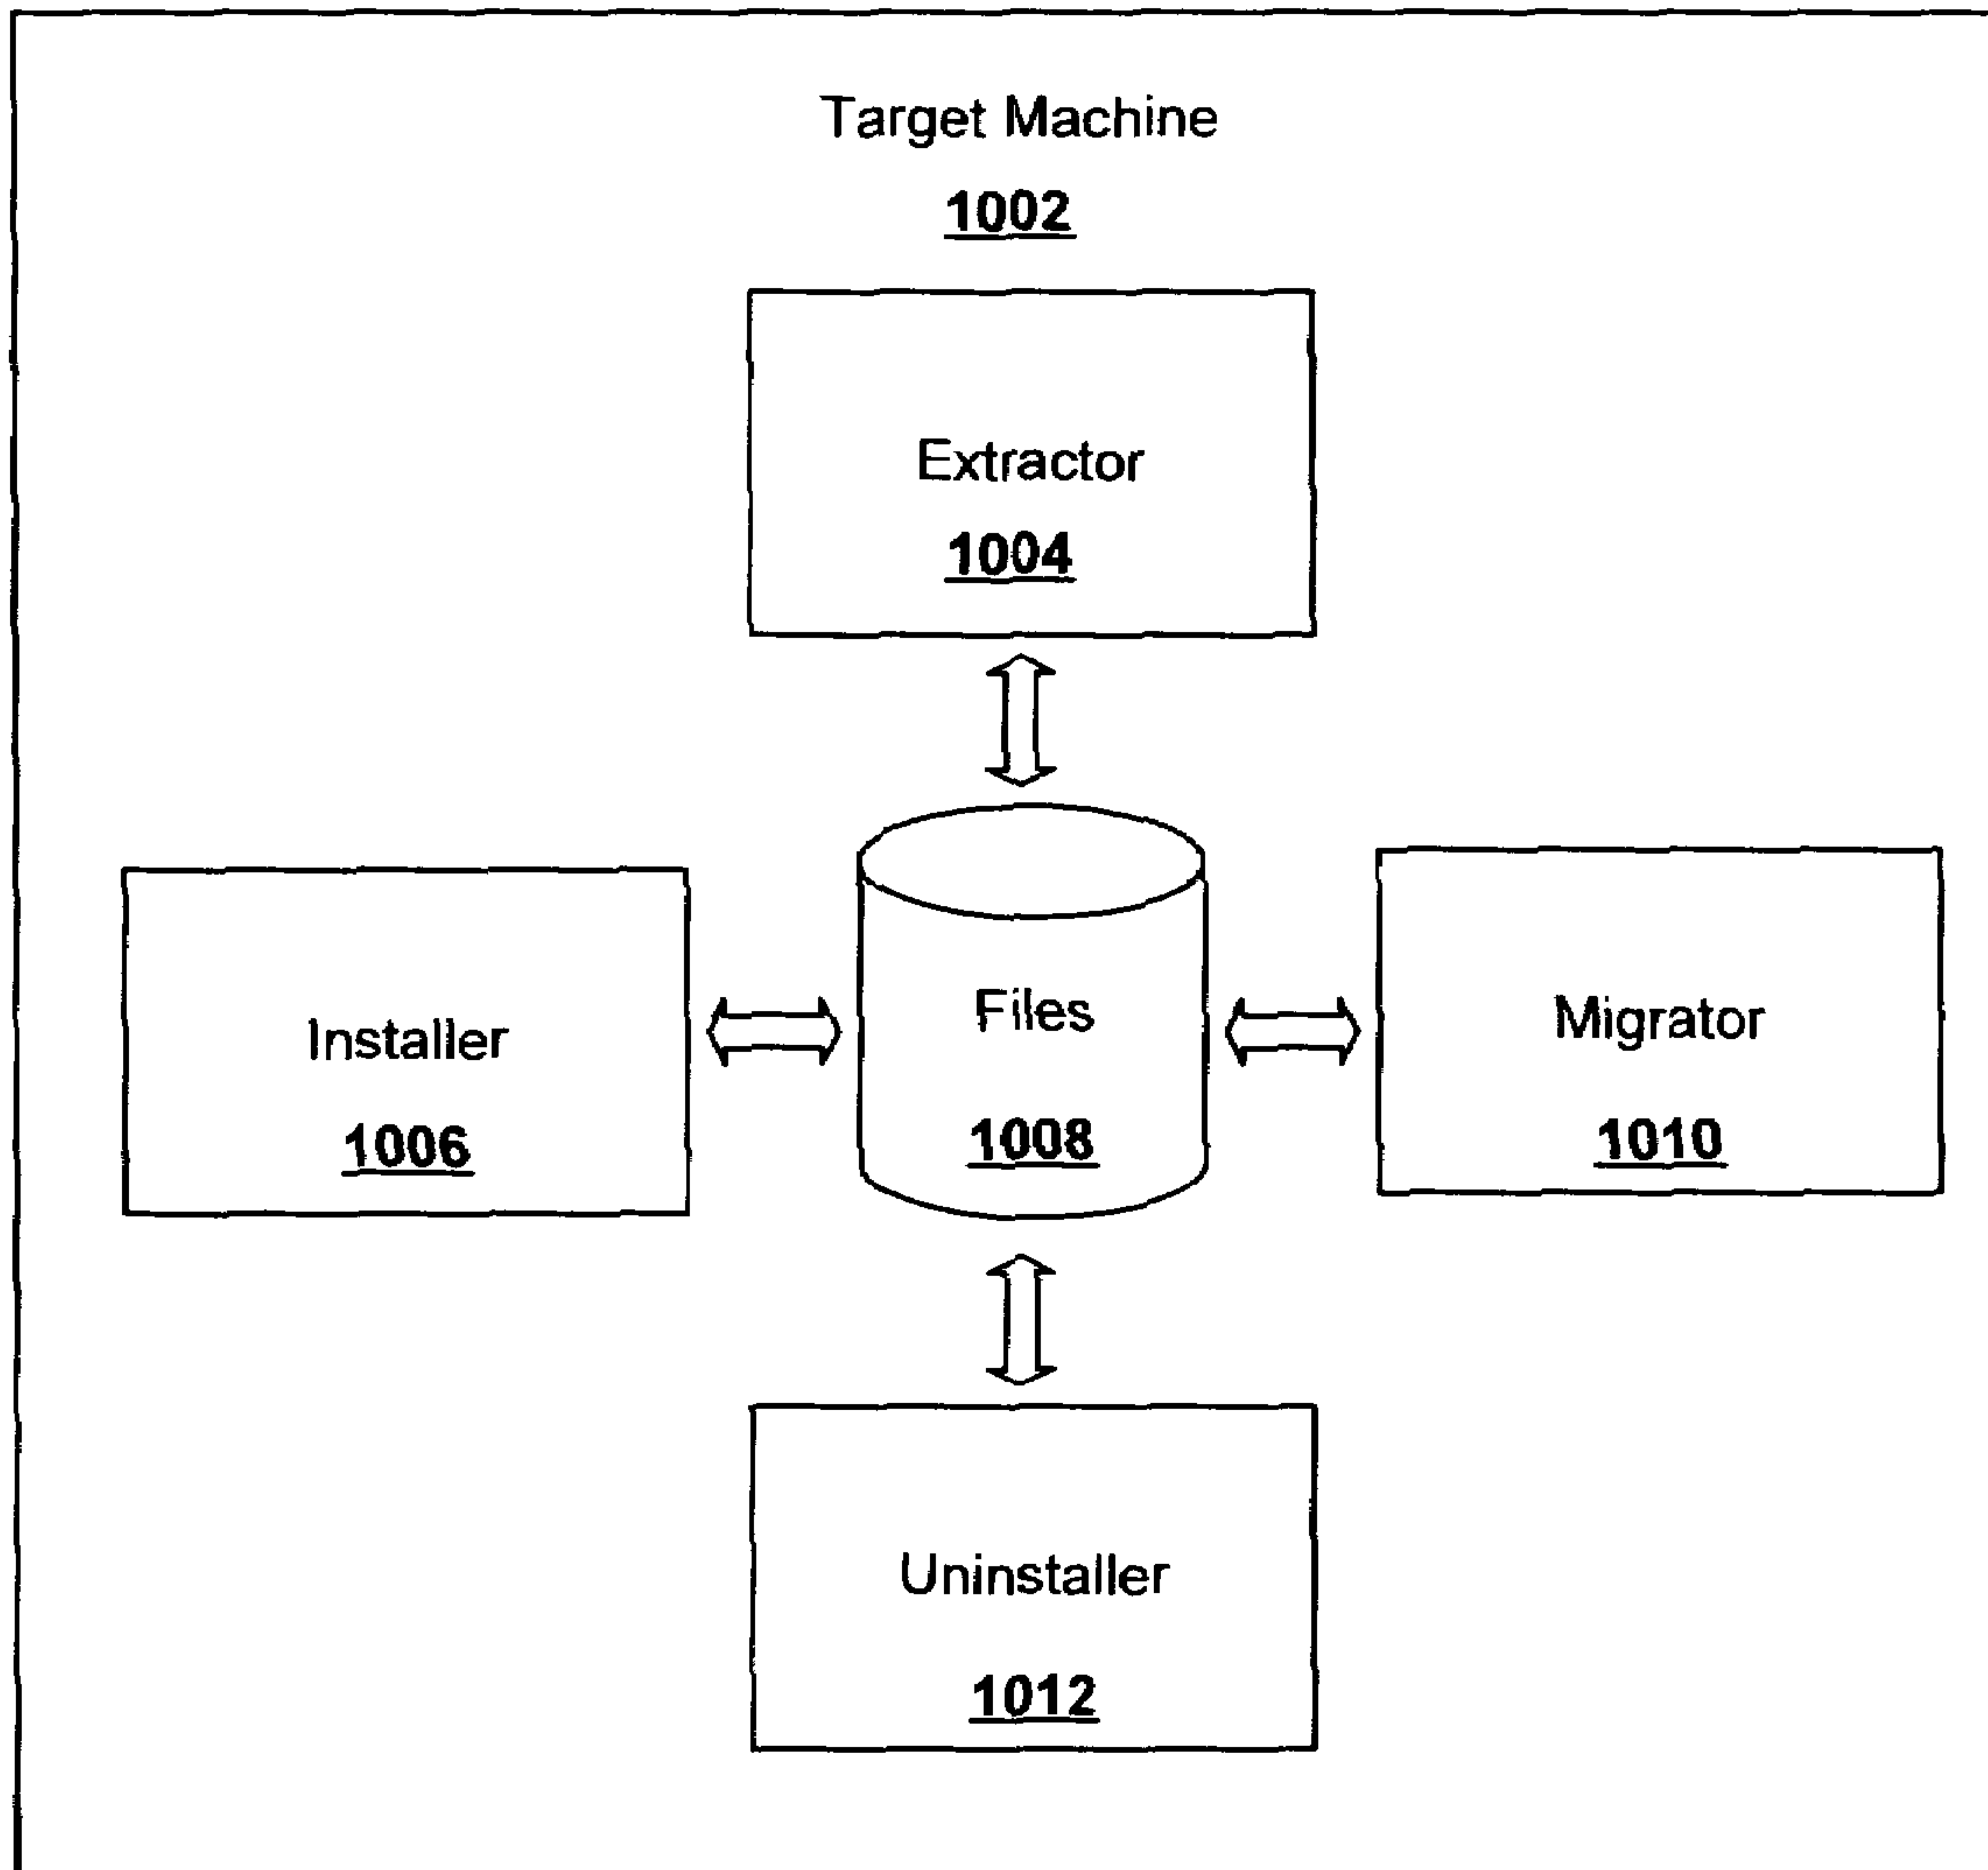 Target Machine
1002
Extractor
1004
Installer
1006
Files
1008
Migrator
1010
Uninstaller
1012